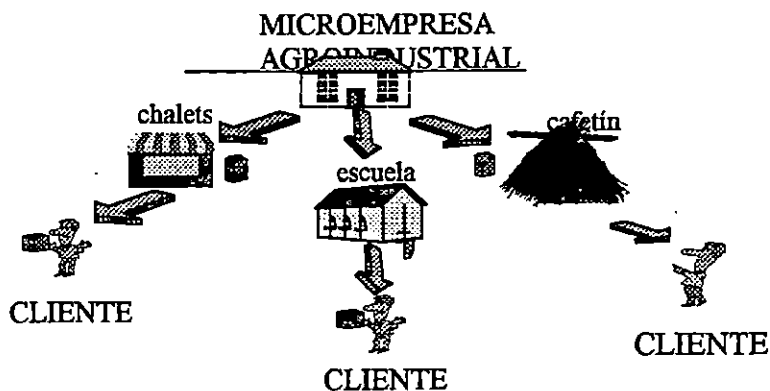 MICROEMPRESA
AGROINDUSTRIAL
chalets
cafetín
escuela
CLIENTE
CLIENTE
CLIENTE